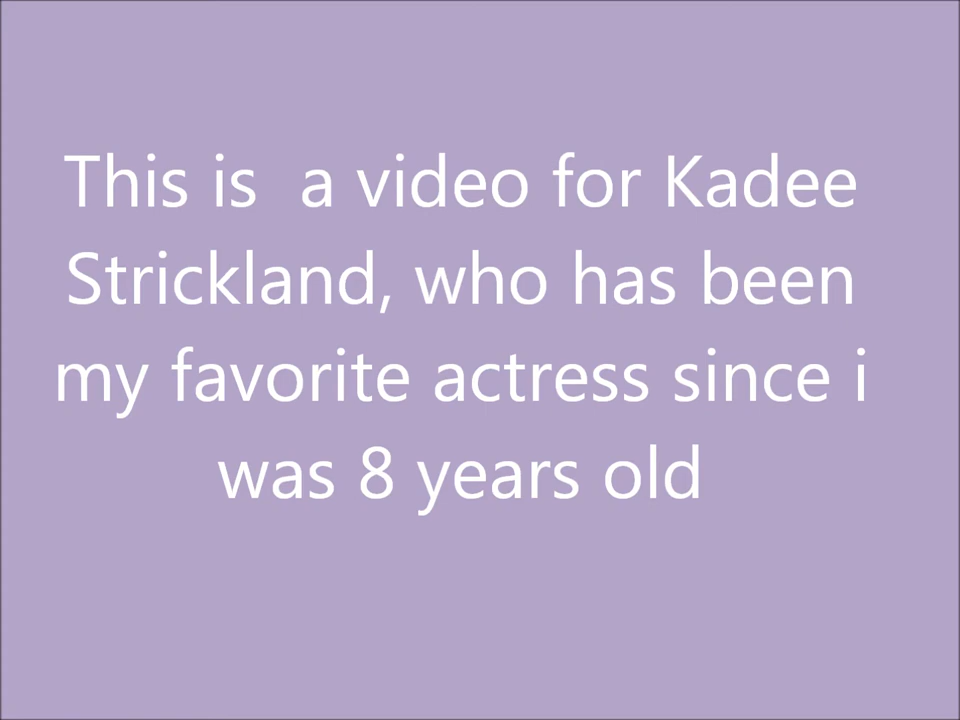 This is  a video for Kadee
Strickland, who has been
my favorite actress since i
was 8 years old